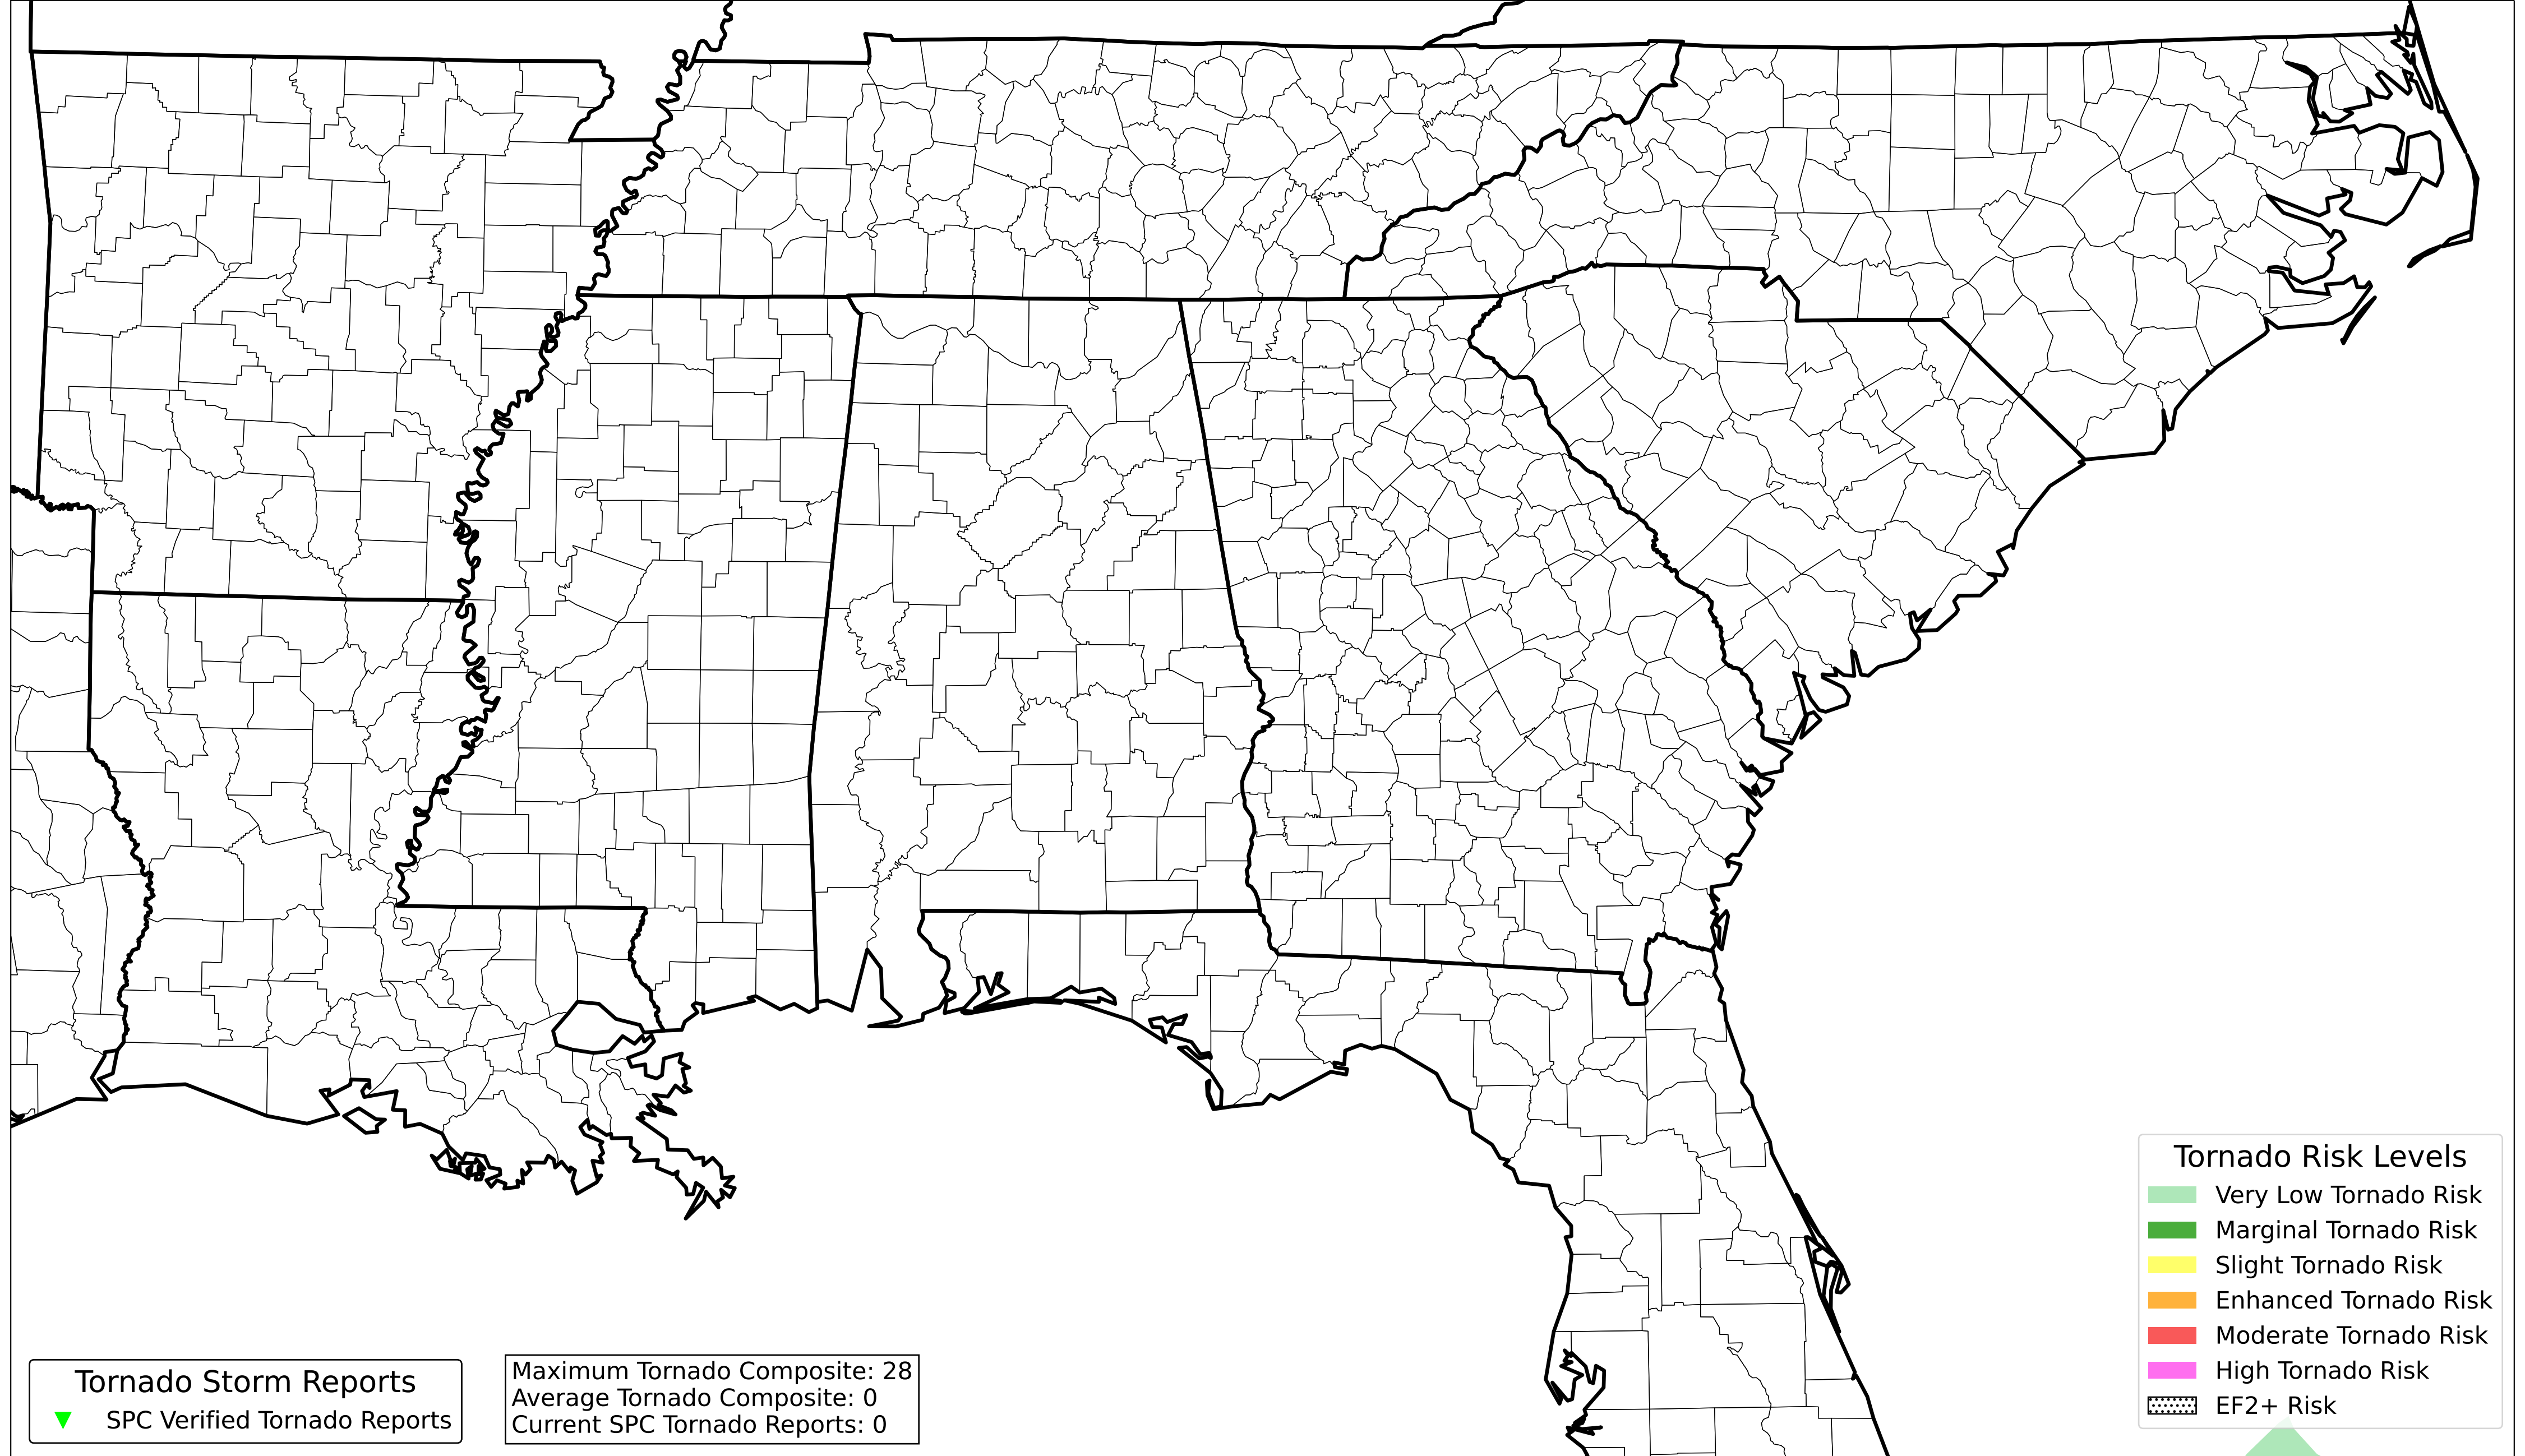 Tornado Risk Levels
Very Low Tornado Risk
Marginal Tornado Risk
Slight Tornado Risk
Enhanced Tornado Risk
Moderate Tornado Risk
High Tornado Risk
EF2+ Risk
Tornado Storm Reports
SPC Verified Tornado Reports
Maximum Tornado Composite: 28
Average Tornado Composite: 0
Current SPC Tornado Reports: 0